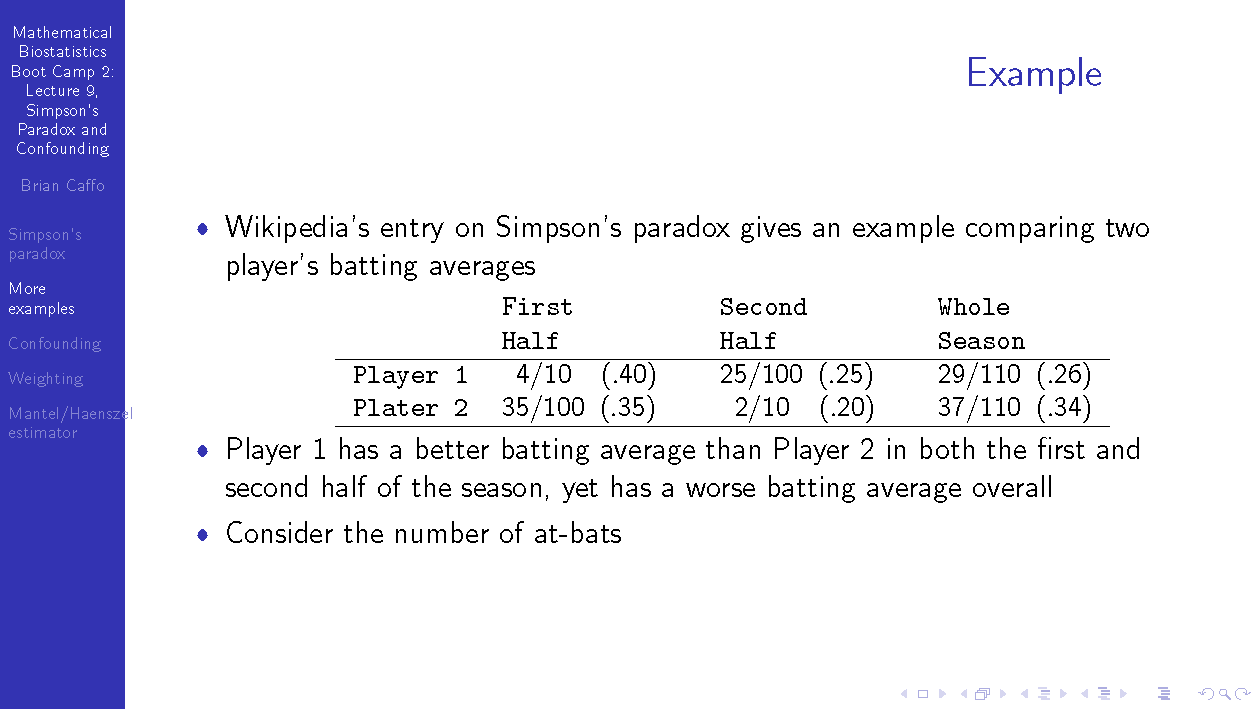 Mathematical
Biostatistics
Boot Camp 2:
Lecture 9,
Simpson's
Paradox and
Confounding
Brian Caffo
Simpson's
paradox
More
examples
Confounding
Weighting
Mantel/Haenszel
estimator
Example
• Wikipedia's entry on Simpson's paradox gives an example comparing two
player's batting averages
First Second Whole
Half Half Season
Player 1 4/10 (.40) 25/100 (.25) 29/110 (.26)
Plater 2 35/100 (.35) 2/10 (.20) 37/110 (.34)
• Player 1 has a better batting average than Player 2 in both the first and
second half of the season, yet has a worse batting average overall
• Consider the number of at-bats